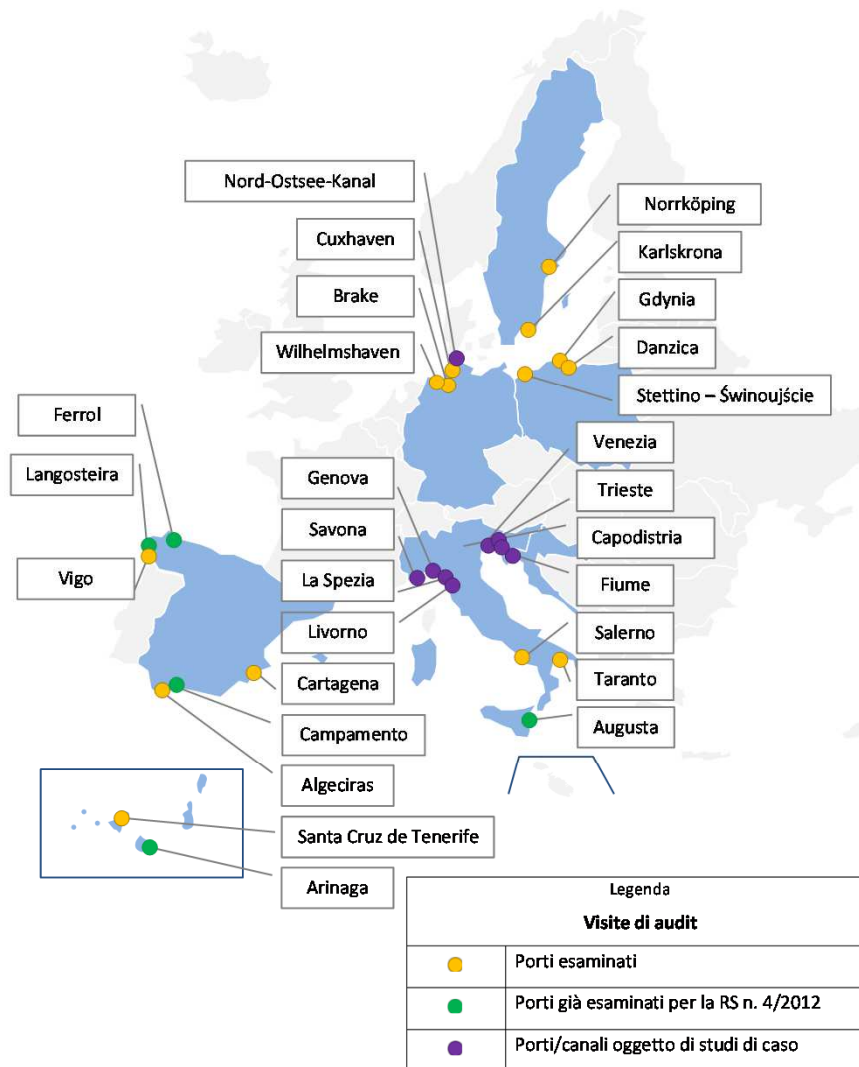 Nord-Ostsee-Kanal
Cuxhaven
Brake
Wilhelmshaven
Norrköping
Karlskrona
Gdynia
Danzica
Stettino – Świnoujście
Ferrol
Langosteira
Vigo
Genova
Savona
La Spezia
Livorno
Venezia
Trieste
Capodistria
Fiume
Salerno
Taranto
Augusta
Cartagena
Campamento
Algeciras
Santa Cruz de Tenerife
Arinaga
Legenda
Visite di audit
Porti esaminati
Porti già esaminati per la RS n. 4/2012
Porti/canali oggetto di studi di caso